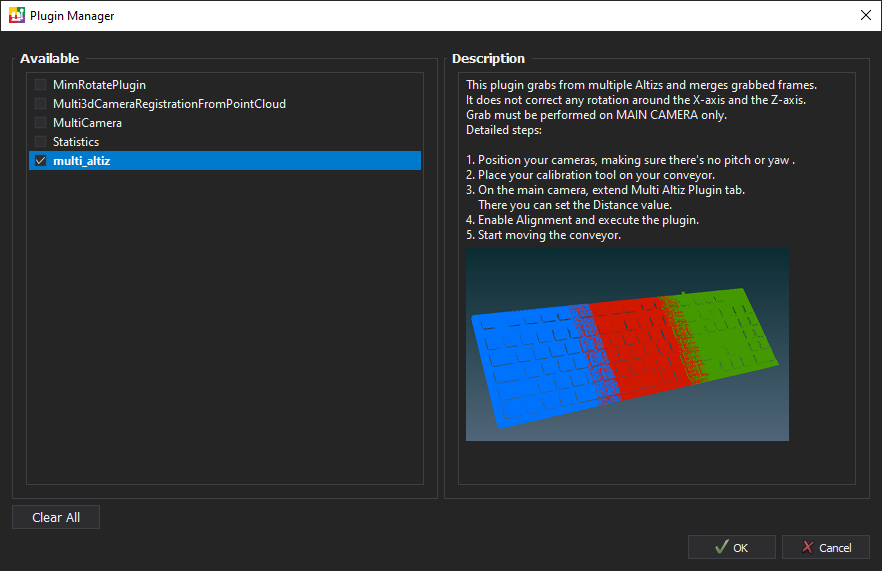 Plugin Manager
Available
MimRotatePlugin
Multi3dCameraRegistrationFromPointCloud
MultiCamera
Statistics
multi_altiz
Description
This plugin grabs from multiple Altizs and merges grabbed frames.
It does not correct any rotation around the X-axis and the Z-axis.
Grab must be performed on MAIN CAMERA only.
Detailed steps:
1. Position your cameras, making sure there's no pitch or yaw .
2. Place your calibration tool on your conveyor.
3. On the main camera, extend Multi Altiz Plugin tab.
There you can set the Distance value.
4. Enable Alignment and execute the plugin.
5. Start moving the conveyor.
Clear All
OK
Cancel